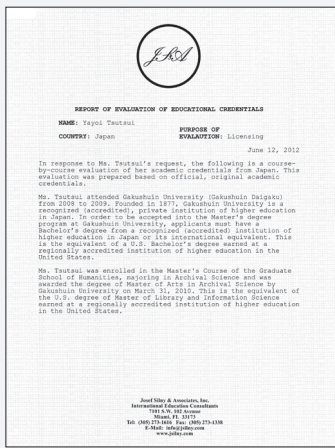 JS&A
REPORT OF EVALUATION OF EDUCATIONAL CREDENTIALS
NAME: Yayoi Tsutsui
COUNTRY: Japan
PURPOSE OF
EVALAUTION: Licensing
June 12, 2012
In response to Ms. Tsutsui's request, the following is a course-
by-course evaluation of her academic credentials from Japan. This
evaluation was prepared based on official, original academic
credentials.
Ms. Tsutsui attended Gakushuin University (Gakushuin Daigaku)
from 2008 to 2009. Founded in 1877, Gakushuin University is a
recognized (accredited), private institution of higher education
in Japan. In order to be accepted into the Master's degree
program at Gakushuin University, applicants must have a
Bachelor's degree from a recognized (accredited) institution of
higher education in Japan or its international equivalent. This
is the equivalent of a U.S. Bachelor's degree earned at a
regionally accredited institution of higher education in the
United States.
Ms. Tsutsui was enrolled in the Master's Course of the Graduate
School of Humanities, majoring in Archival Science and was
awarded the degree of Master of Arts in Archival Science by
Gakushuin University on March 31, 2010. This is the equivalent of
the U.S. degree of Master of Library and Information Science
earned at a regionally accredited institution of higher education
in the United States.
Josef Silny & Associates, Inc.
International Education Consultants
7101 S.W. 102 Avenue
Miami, FL 33173
Tel: (305) 273-1616 Fax: (305) 273-1338
E-Mail: info@jsilny.com
www.jsilny.com